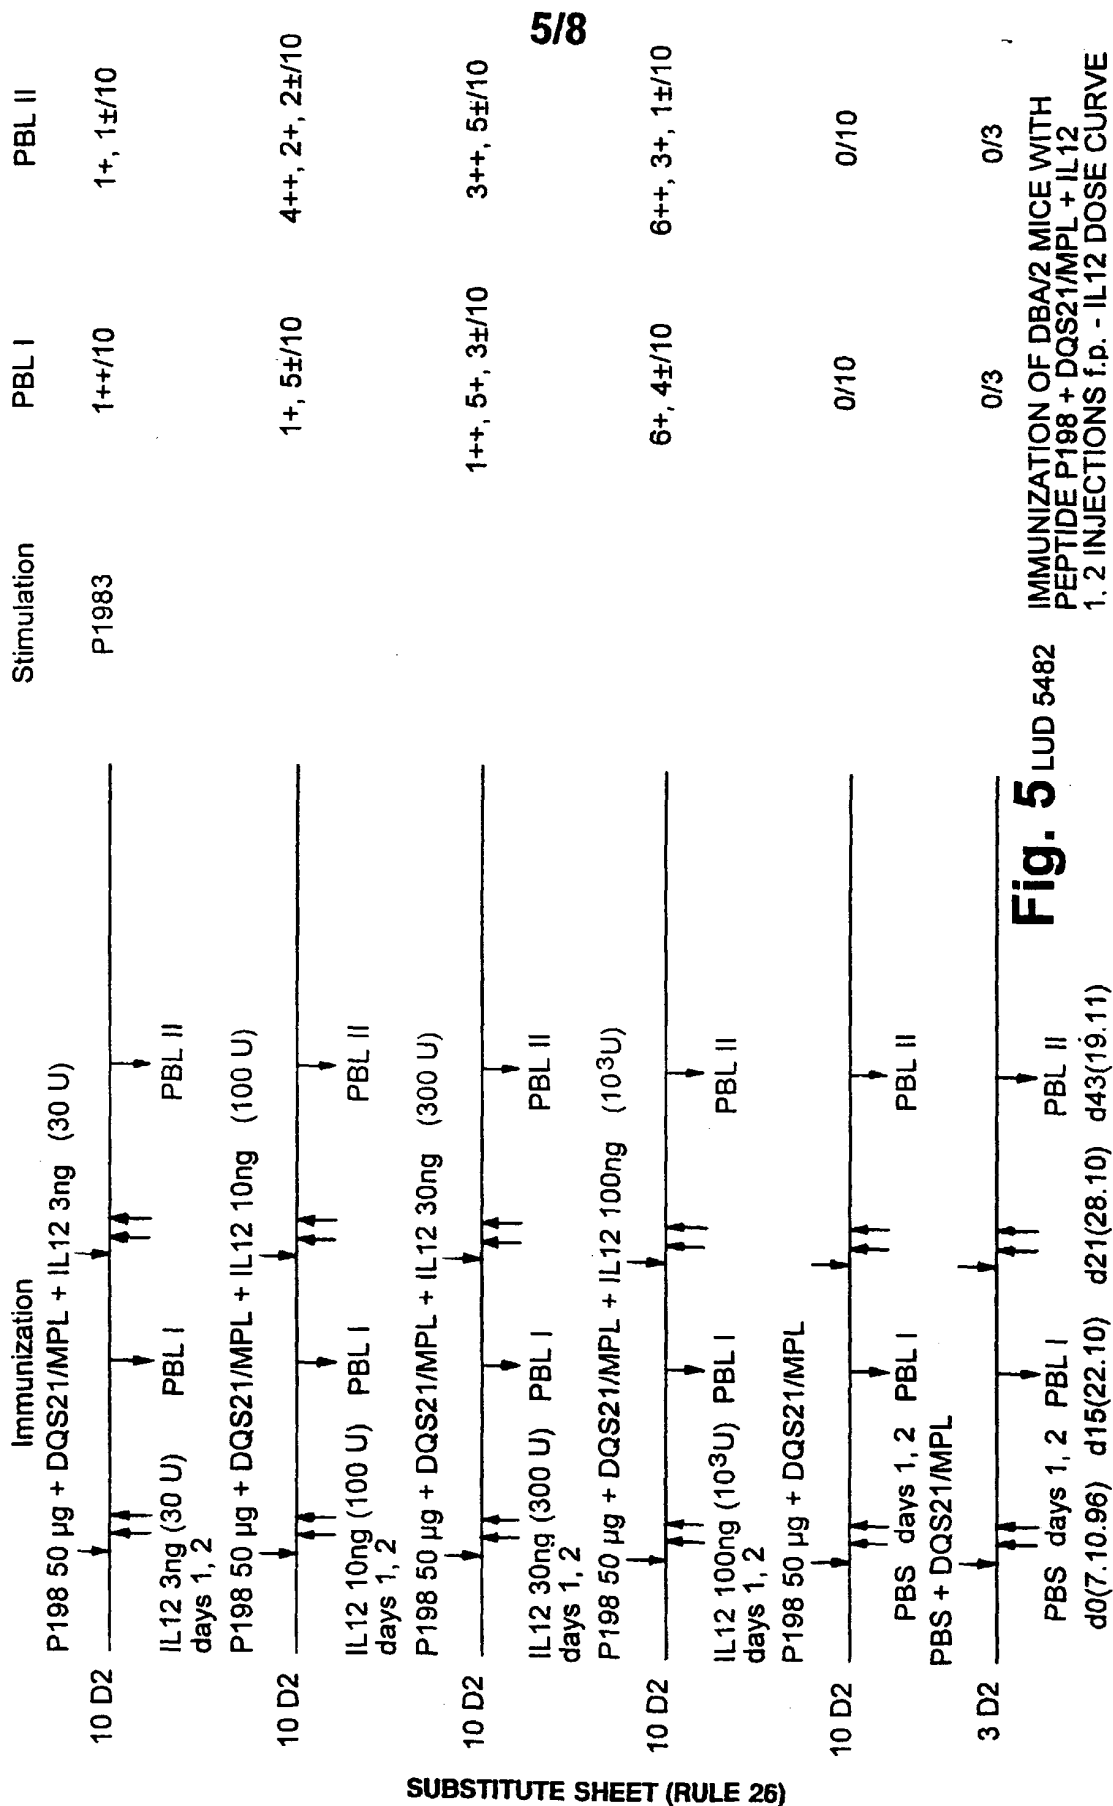 5/8
Immunization Stimulation PBL I PBL II
P198 50 µg + DQS21/MPL + IL12 3ng (30 U)
10 D2 P1983 1++/10 1+, 1±/10
IL12 3ng (30 U) PBL I PBL II
days 1, 2
P198 50 µg + DQS21/MPL + IL12 10ng (100 U)
10 D2 1+, 5±/10 4++, 2+, 2±/10
IL12 10ng (100 U) PBL I PBL II
days 1, 2
P198 50 µg + DQS21/MPL + IL12 30ng (300 U)
10 D2 1++, 5+, 3±/10 3++, 5±/10
IL12 30ng (300 U) PBL I PBL II
days 1, 2
P198 50 µg + DQS21/MPL + IL12 100ng (10³U)
10 D2 6+, 4±/10 6++, 3+, 1±/10
IL12 100ng (10³U) PBL I PBL II
days 1, 2
P198 50 µg + DQS21/MPL
10 D2 0/10 0/10
PBS days 1, 2 PBL I PBL II
PBS + DQS21/MPL
3 D2 0/3 0/3
PBS days 1, 2 PBL I PBL II
d0(7.10.96) d15(22.10) d21(28.10) d43(19.11)
Fig. 5 LUD 5482 IMMUNIZATION OF DBA/2 MICE WITH
PEPTIDE P198 + DQS21/MPL + IL12
1, 2 INJECTIONS f.p. - IL12 DOSE CURVE
SUBSTITUTE SHEET (RULE 26)